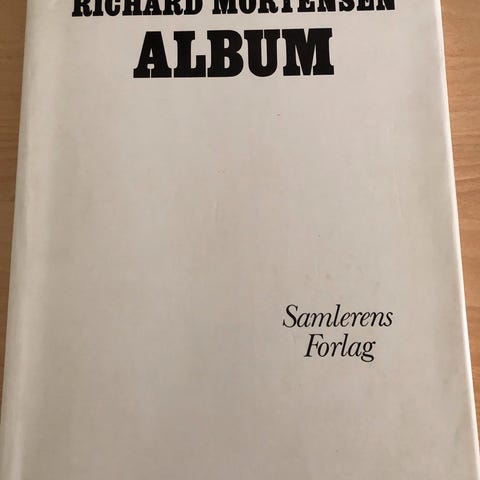 RICHARD MORTENSEN
ALBUM
Samlerens
Forlag